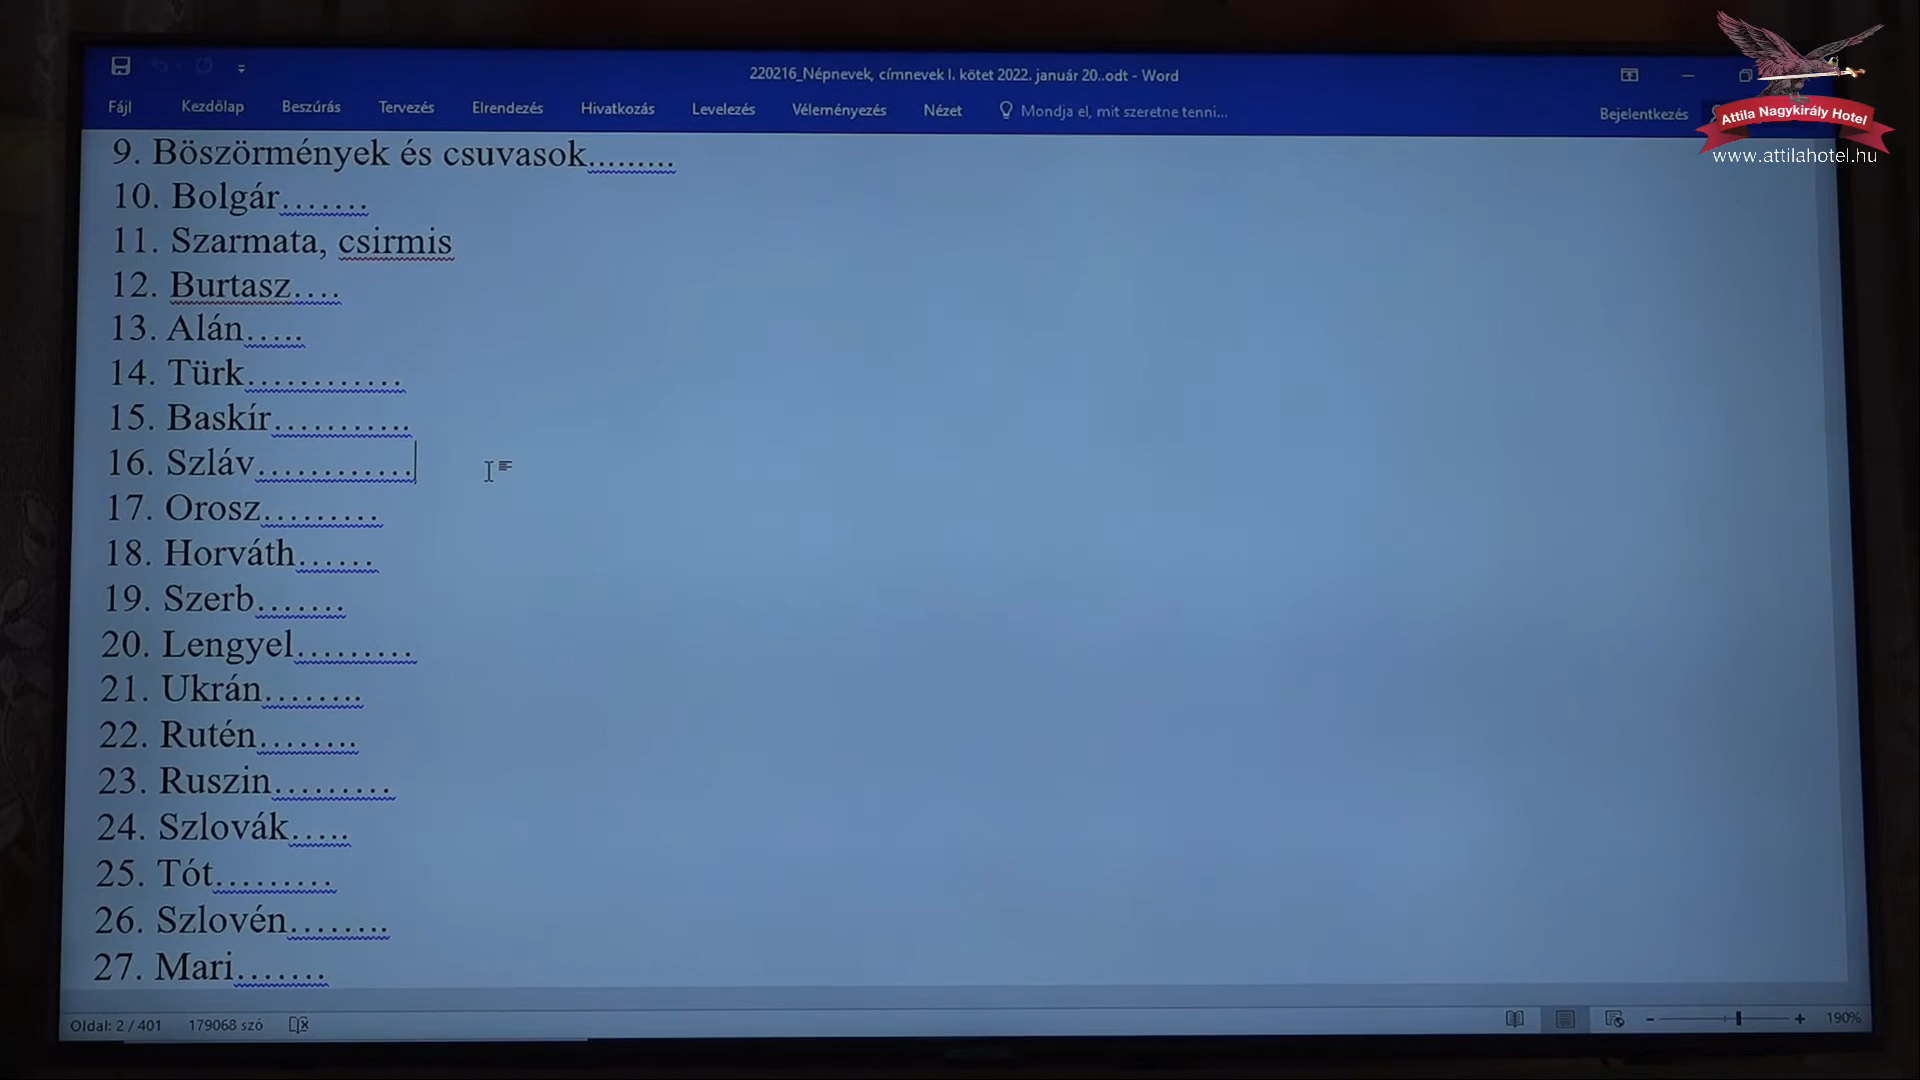 220216_Népnevek, címnevek I. kötet 2022. január 20..odt - Word
Fájl Kezdőlap Beszúrás Tervezés Elrendezés Hivatkozás Levelezés Véleményezés Nézet Mondja el, mit szeretne tenni... Bejelentkezés
Attila Nagykirály Hotel
www.attilahotel.hu
9. Böszörmények és csuvasok.........
10. Bolgár.......
11. Szarmata, csirmis
12. Burtasz....
13. Alán.....
14. Türk............
15. Baskír...........
16. Szláv............
17. Orosz.........
18. Horváth......
19. Szerb.......
20. Lengyel.........
21. Ukrán........
22. Rutén........
23. Ruszin.........
24. Szlovák.....
25. Tót.........
26. Szlovén........
27. Mari.......
Oldal: 2 / 401 179068 szó 190%